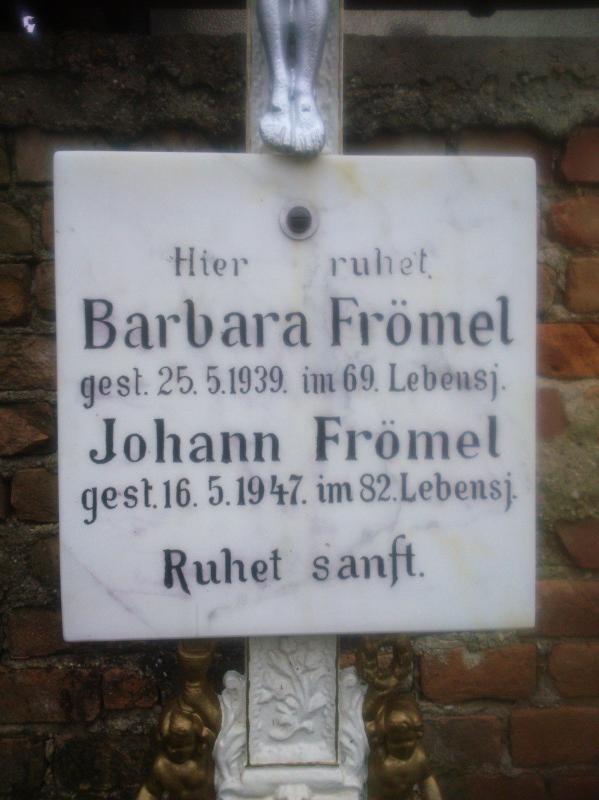 Hier ruhet
Barbara Frömel
gest. 25. 5. 1939. im 69. Lebensj.
Johann Frömel
gest. 16. 5. 1947. im 82. Lebensj.
Ruhet sanft.